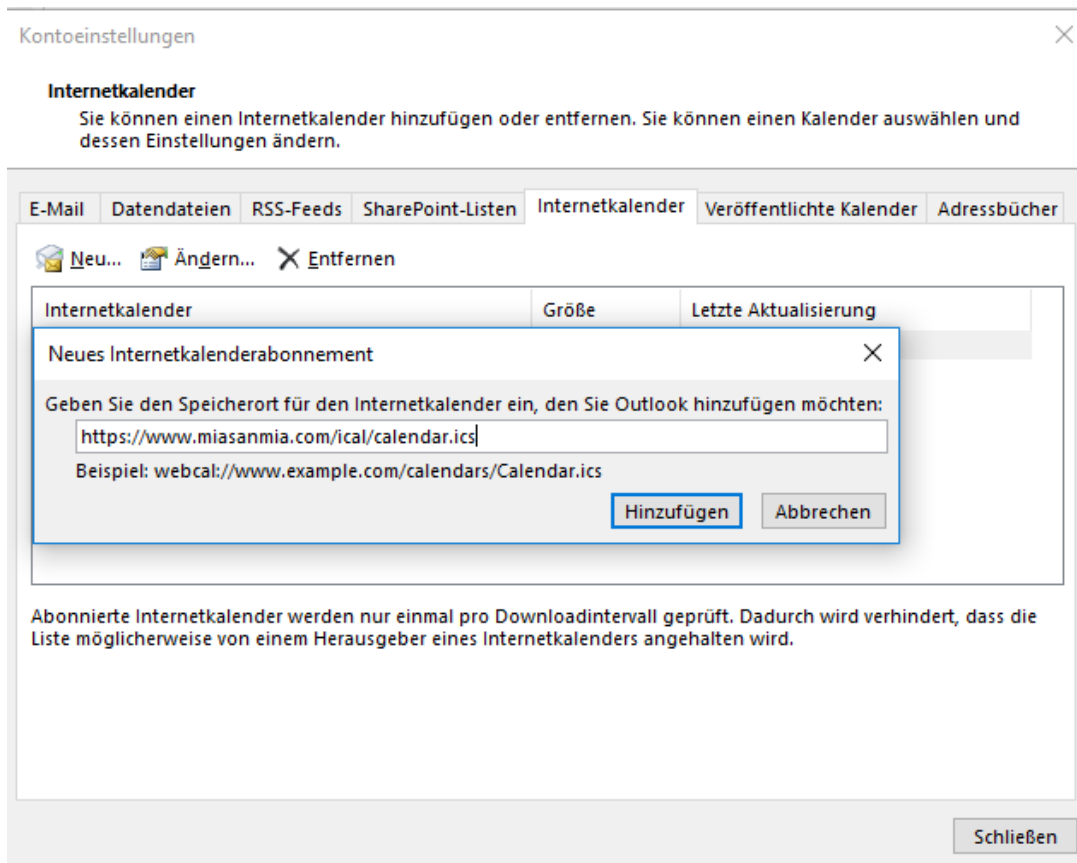 Kontoeinstellungen
Internetkalender
Sie können einen Internetkalender hinzufügen oder entfernen. Sie können einen Kalender auswählen und
dessen Einstellungen ändern.
E-Mail Datendateien RSS-Feeds SharePoint-Listen Internetkalender Veröffentlichte Kalender Adressbücher
Neu... Ändern... Entfernen
Internetkalender Größe Letzte Aktualisierung
Neues Internetkalenderabonnement
Geben Sie den Speicherort für den Internetkalender ein, den Sie Outlook hinzufügen möchten:
https://www.miasanmia.com/ical/calendar.ics
Beispiel: webcal://www.example.com/calendars/Calendar.ics
Hinzufügen Abbrechen
Abonnierte Internetkalender werden nur einmal pro Downloadintervall geprüft. Dadurch wird verhindert, dass die
Liste möglicherweise von einem Herausgeber eines Internetkalenders angehalten wird.
Schließen